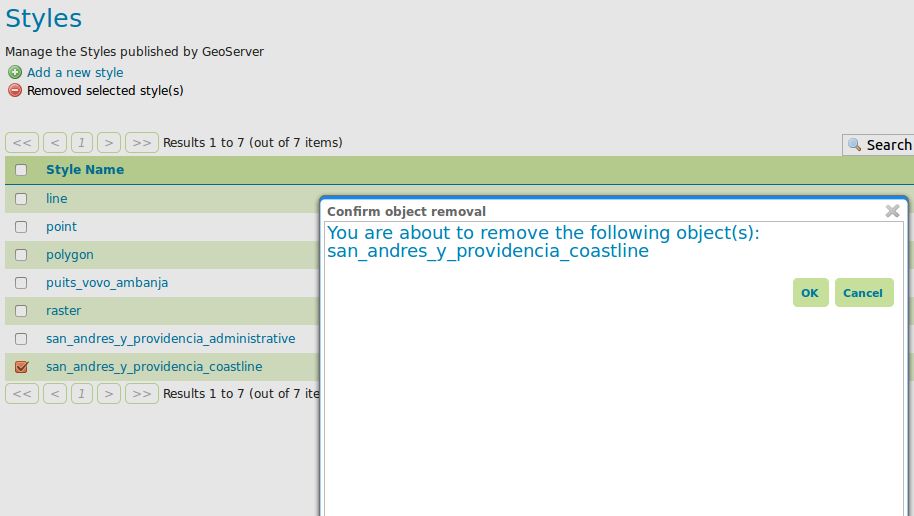 Styles
Manage the Styles published by GeoServer
Add a new style
Removed selected style(s)
<< < 1 > >> Results 1 to 7 (out of 7 items)
Search
Style Name
line
point
polygon
puits_vovo_ambanja
raster
san_andres_y_providencia_administrative
san_andres_y_providencia_coastline
<< < 1 > >> Results 1 to 7 (out of 7 ite
Confirm object removal
You are about to remove the following object(s):
san_andres_y_providencia_coastline
OK Cancel